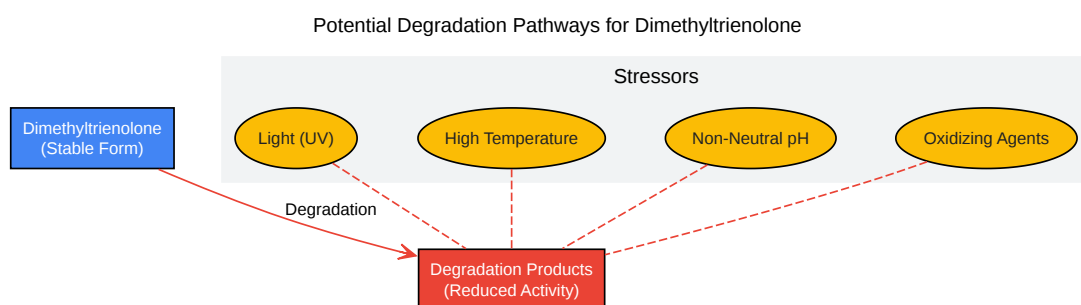 Potential Degradation Pathways for Dimethyltrienolone
Stressors
Dimethyltrienolone
(Stable Form)
Light (UV)
High Temperature
Non-Neutral pH
Oxidizing Agents
Degradation
Degradation Products
(Reduced Activity)